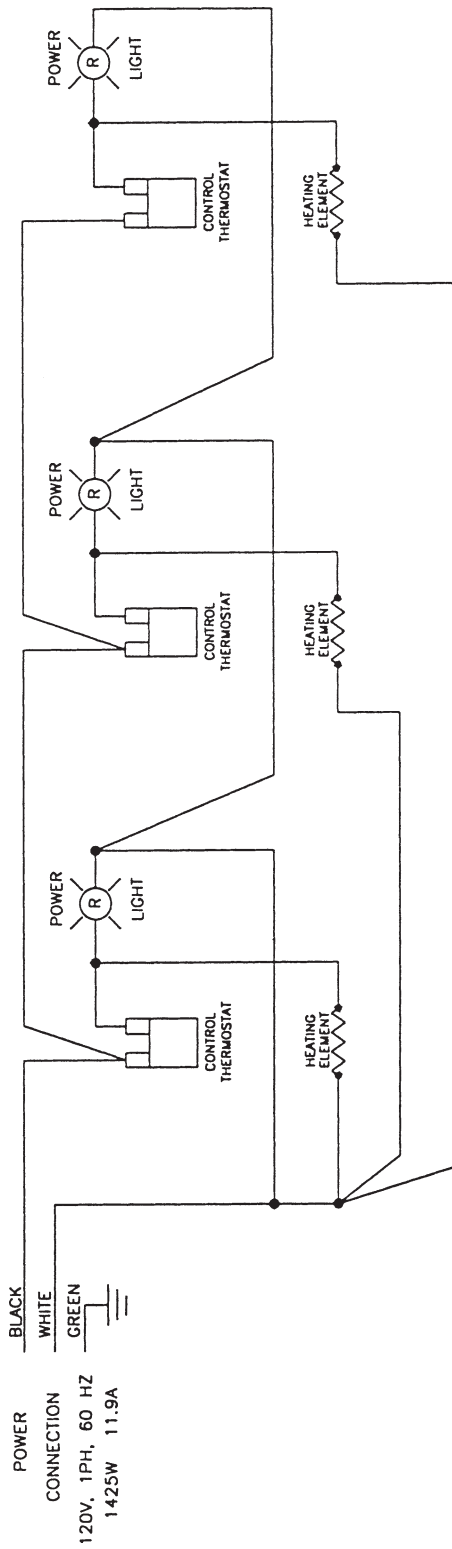 POWER
R
LIGHT
CONTROL
THERMOSTAT
HEATING
ELEMENT
POWER
R
LIGHT
CONTROL
THERMOSTAT
HEATING
ELEMENT
POWER
R
LIGHT
CONTROL
THERMOSTAT
HEATING
ELEMENT
POWER
BLACK
CONNECTION
WHITE
GREEN
120V, 1PH, 60 HZ
1425W 11.9A